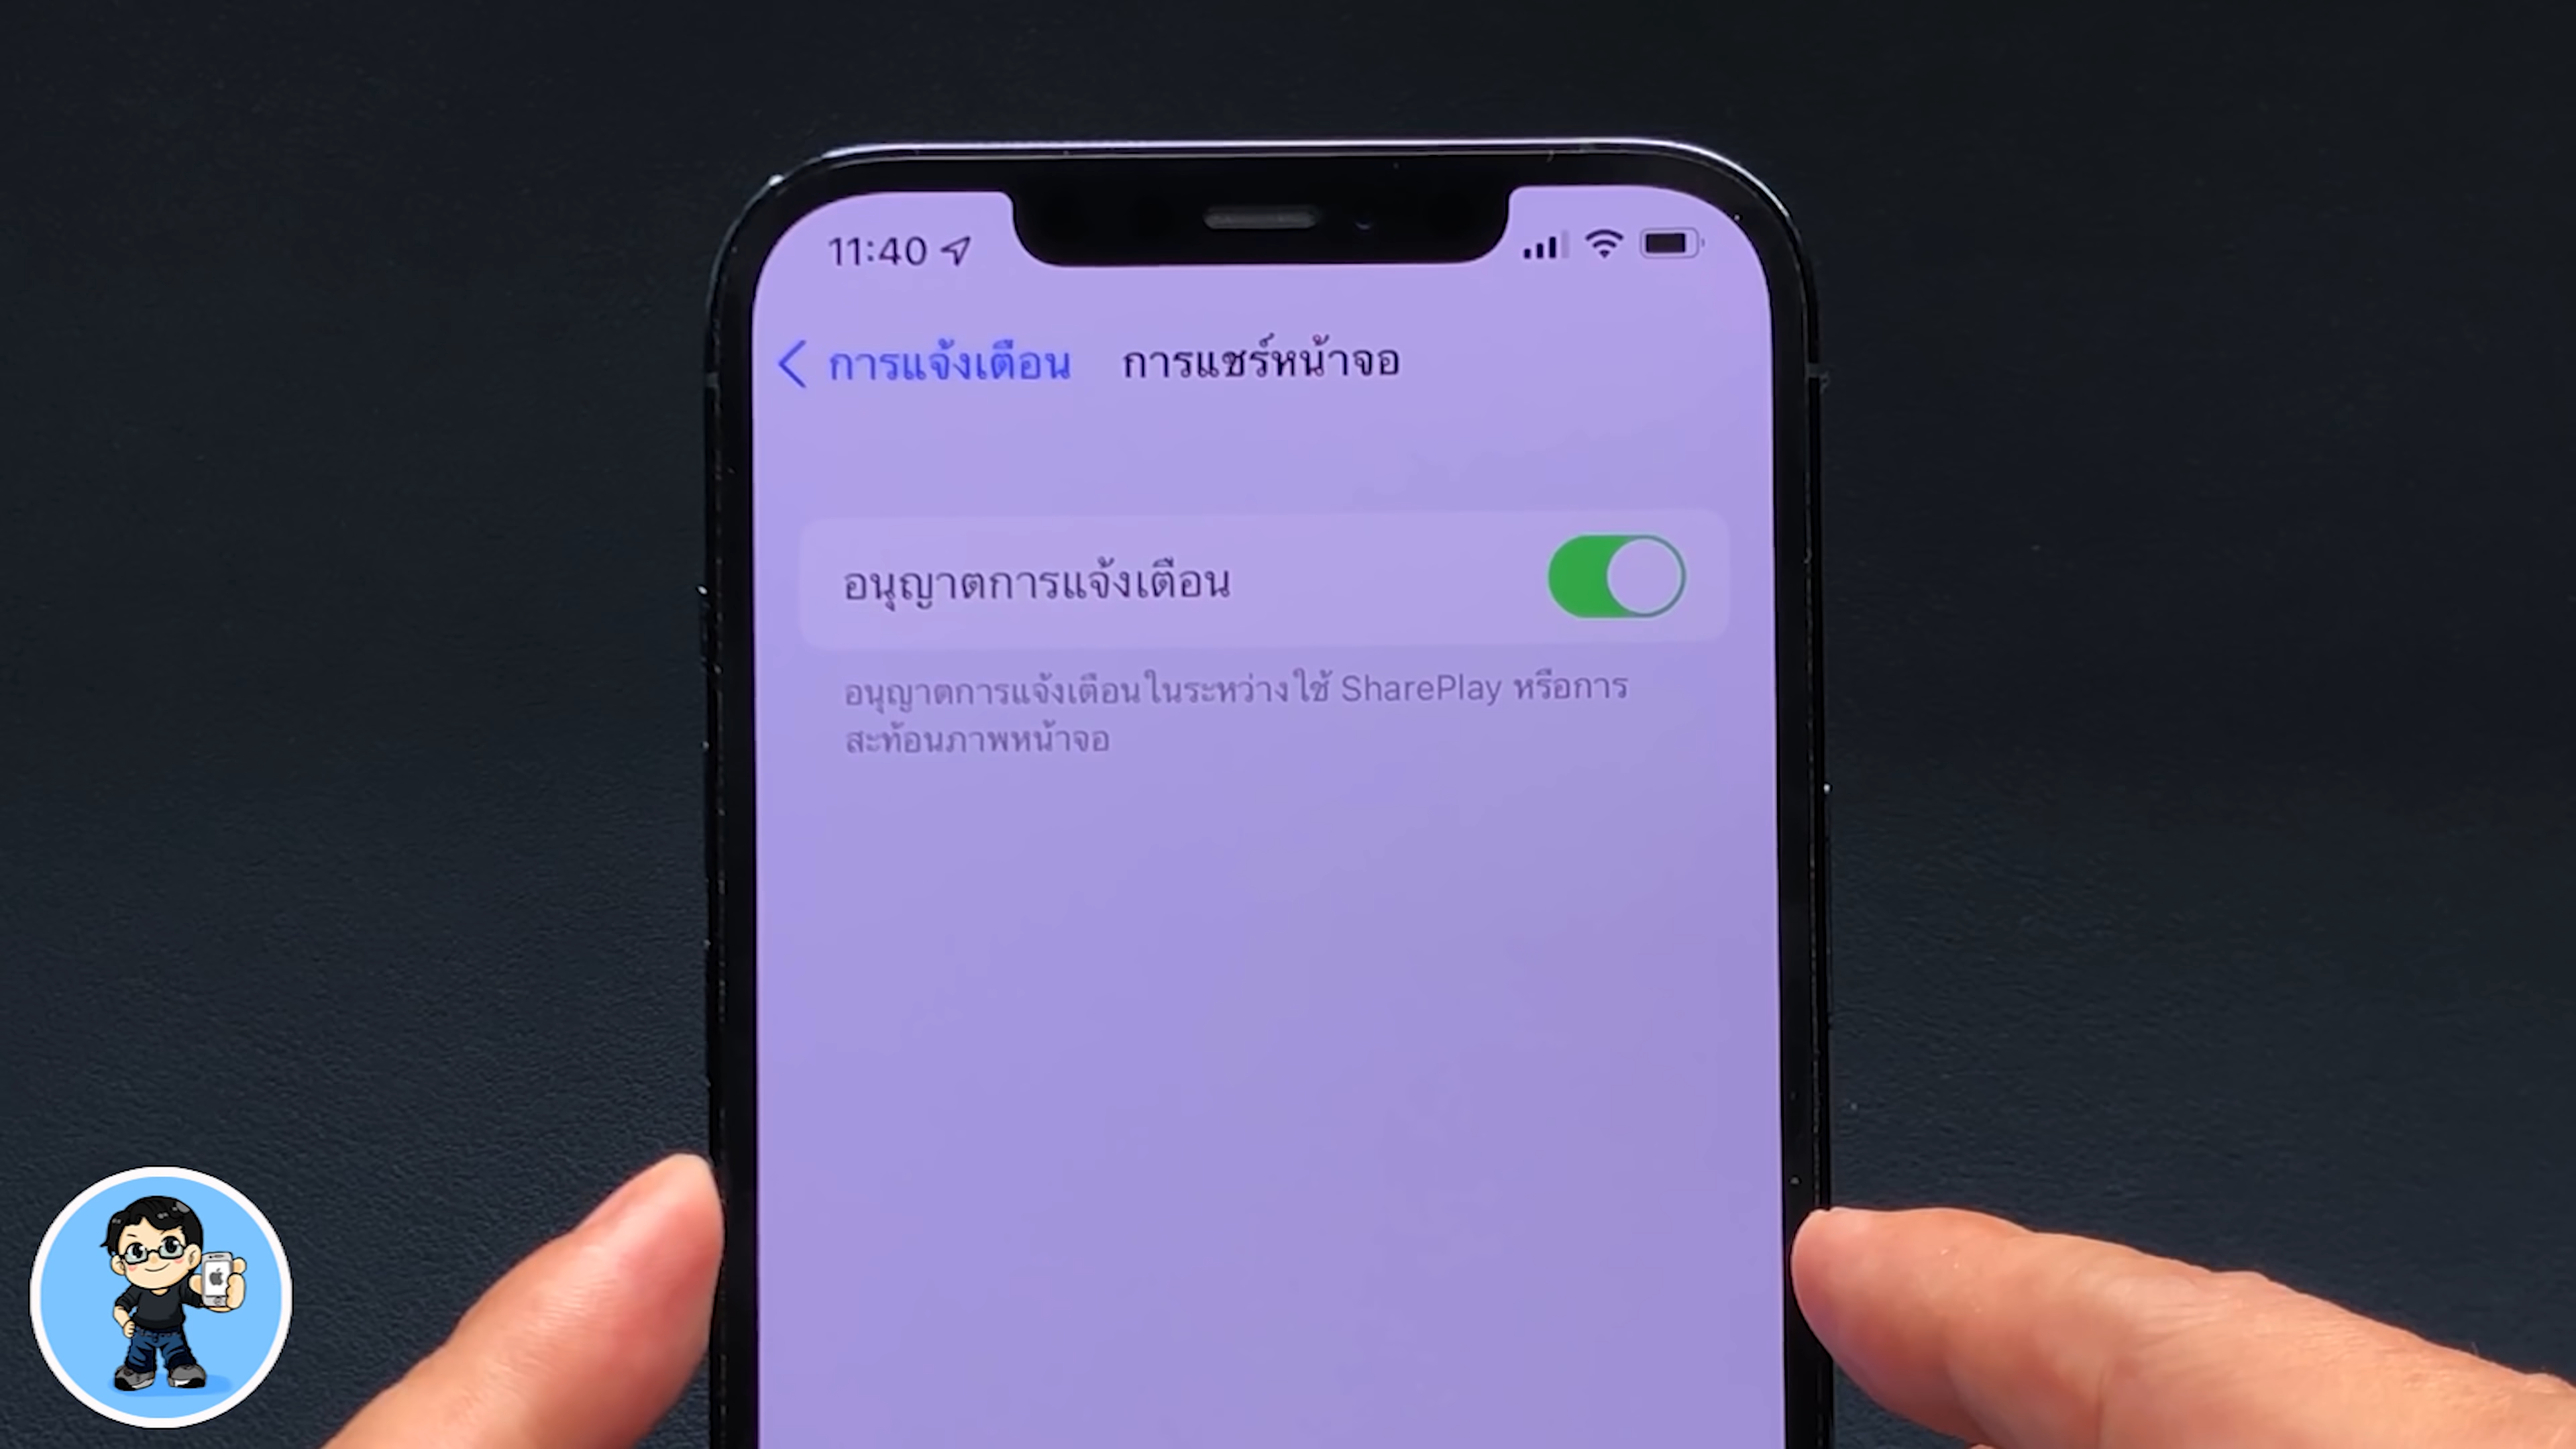 11:40
การแจ้งเตือน การแชร์หน้าจอ
อนุญาตการแจ้งเตือน
อนุญาตการแจ้งเตือนในระหว่างใช้ SharePlay หรือการ
สะท้อนภาพหน้าจอ